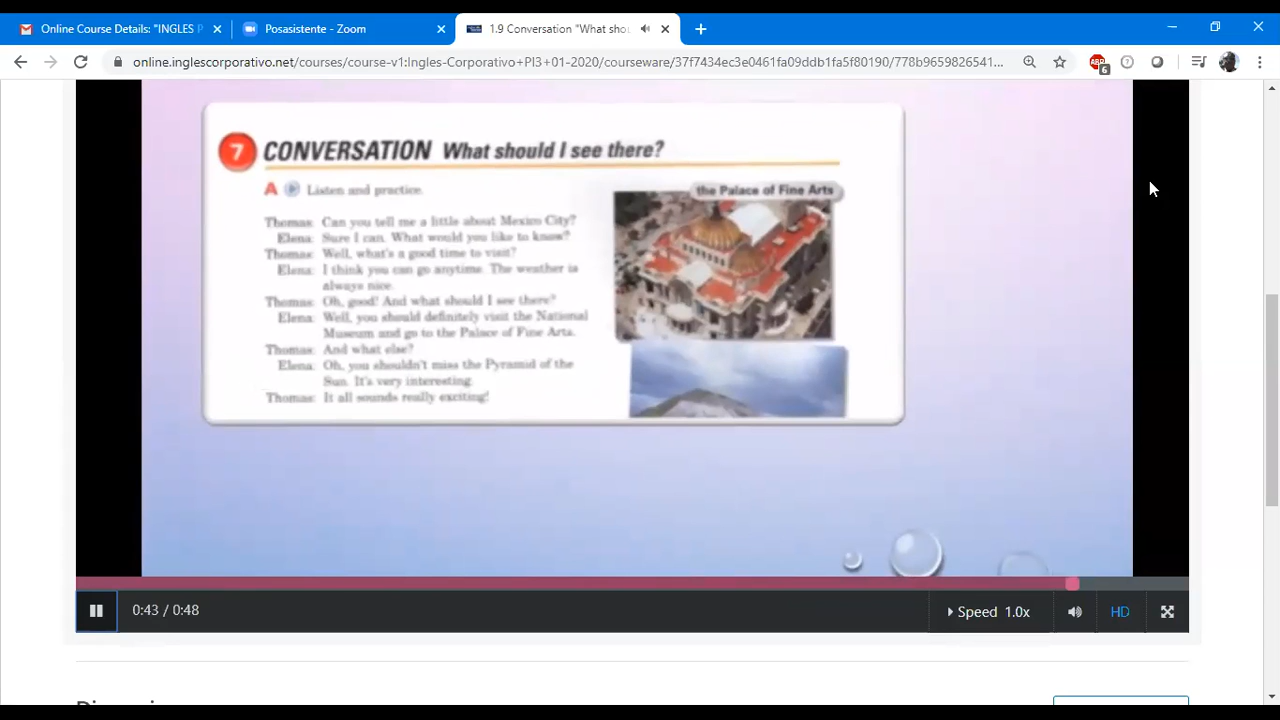 Online Course Details: "INGLES P
Posasistente - Zoom
1.9 Conversation "What shou
online.inglescorporativo.net/courses/course-v1:Ingles-Corporativo+PI3+01-2020/courseware/37f7434ec3e0461fa09ddb1fa5f80190/778b9659826541...
ABP
6
7 CONVERSATION What should I see there?
A Listen and practice.
the Palace of Fine Arts
Thomas: Can you tell me a little about Mexico City?
Elena: Sure I can. What would you like to know?
Thomas: Well, what's a good time to visit?
Elena: I think you can go anytime. The weather is
always nice.
Thomas: Oh, good! And what should I see there?
Elena: Well, you should definitely visit the National
Museum and go to the Palace of Fine Arts.
Thomas: And what else?
Elena: Oh, you shouldn't miss the Pyramid of the
Sun. It's very interesting.
Thomas: It all sounds really exciting!
0:43 / 0:48
Speed 1.0x
HD